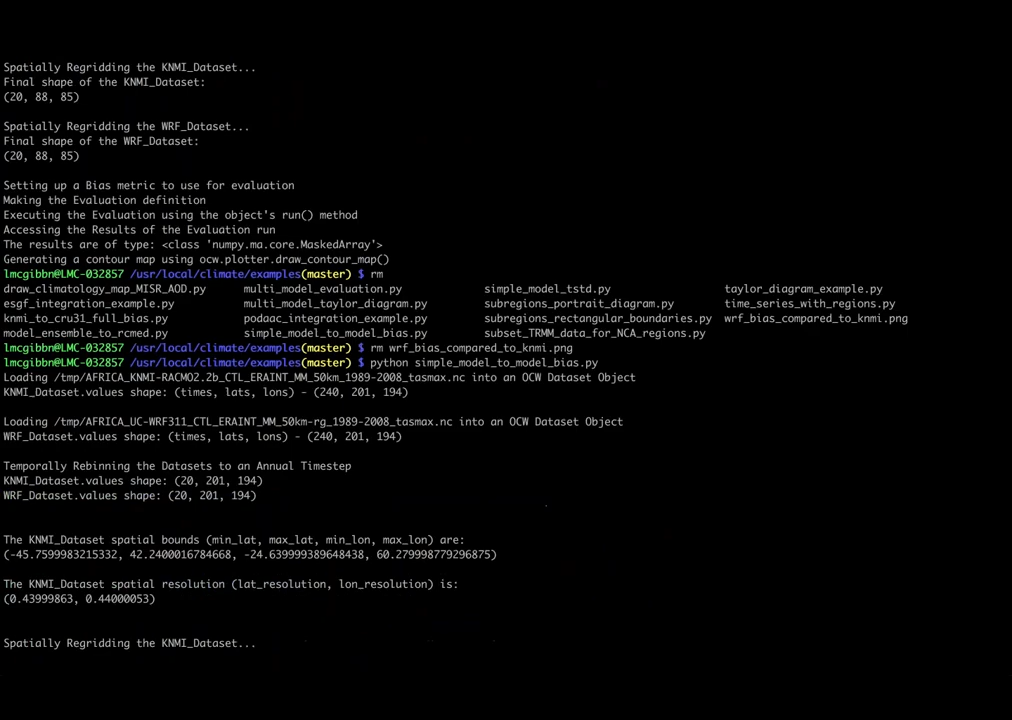 Spatially Regridding the KNMI_Dataset...
Final shape of the KNMI_Dataset:
(20, 88, 85)
Spatially Regridding the WRF_Dataset...
Final shape of the WRF_Dataset:
(20, 88, 85)
Setting up a Bias metric to use for evaluation
Making the Evaluation definition
Executing the Evaluation using the object's run() method
Accessing the Results of the Evaluation run
The results are of type: <class 'numpy.ma.core.MaskedArray'>
Generating a contour map using ocw.plotter.draw_contour_map()
lmcgibbn@LMC-032857 /usr/local/climate/examples(master) $ rm
draw_climatology_map_MISR_AOD.py multi_model_evaluation.py simple_model_tstd.py taylor_diagram_example.py
esgf_integration_example.py multi_model_taylor_diagram.py subregions_portrait_diagram.py time_series_with_regions.py
knmi_to_cru31_full_bias.py podaac_integration_example.py subregions_rectangular_boundaries.py wrf_bias_compared_to_knmi.png
model_ensemble_to_rcmed.py simple_model_to_model_bias.py subset_TRMM_data_for_NCA_regions.py
lmcgibbn@LMC-032857 /usr/local/climate/examples(master) $ rm wrf_bias_compared_to_knmi.png
lmcgibbn@LMC-032857 /usr/local/climate/examples(master) $ python simple_model_to_model_bias.py
Loading /tmp/AFRICA_KNMI-RACMO2.2b_CTL_ERAINT_MM_50km_1989-2008_tasmax.nc into an OCW Dataset Object
KNMI_Dataset.values shape: (times, lats, lons) - (240, 201, 194)
Loading /tmp/AFRICA_UC-WRF311_CTL_ERAINT_MM_50km-rg_1989-2008_tasmax.nc into an OCW Dataset Object
WRF_Dataset.values shape: (times, lats, lons) - (240, 201, 194)
Temporally Rebinning the Datasets to an Annual Timestep
KNMI_Dataset.values shape: (20, 201, 194)
WRF_Dataset.values shape: (20, 201, 194)
The KNMI_Dataset spatial bounds (min_lat, max_lat, min_lon, max_lon) are:
(-45.7599983215332, 42.2400016784668, -24.639999389648438, 60.279998779296875)
The KNMI_Dataset spatial resolution (lat_resolution, lon_resolution) is:
(0.43999863, 0.44000053)
Spatially Regridding the KNMI_Dataset...